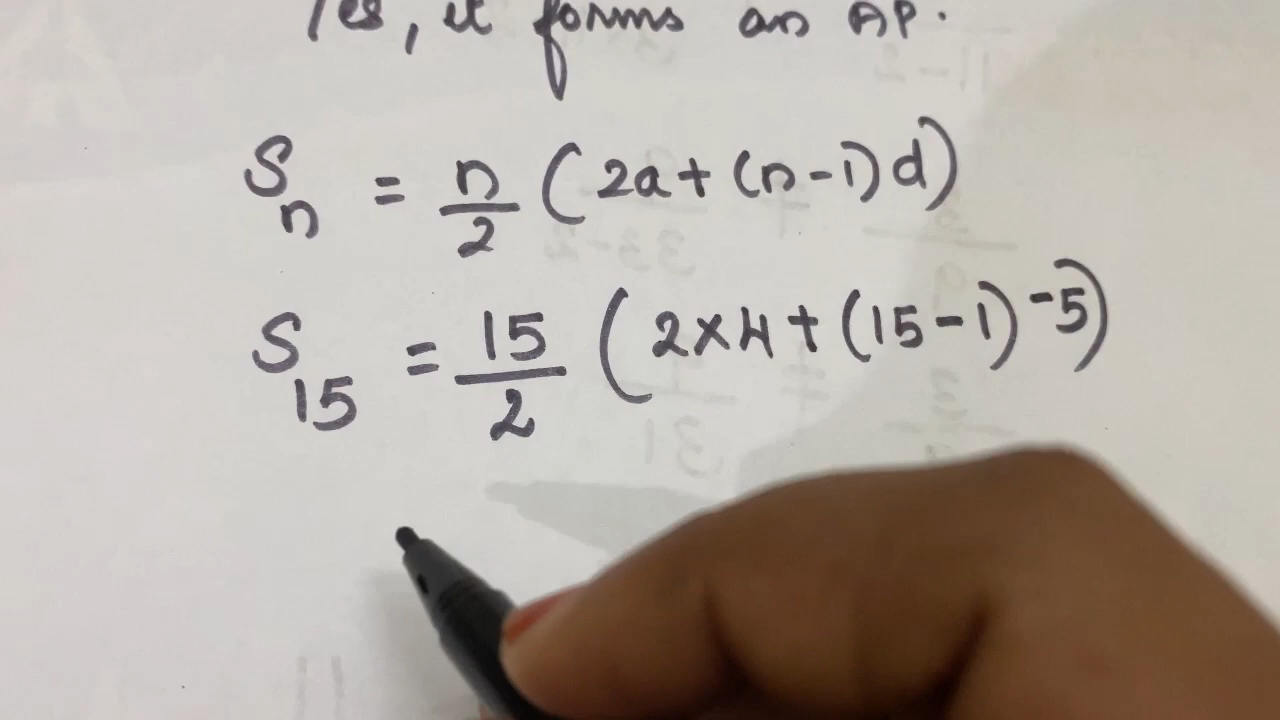 Yes, it forms an AP.
Sn = n/2 (2a + (n-1)d)
S15 = 15/2 (2×4 + (15-1) -5)